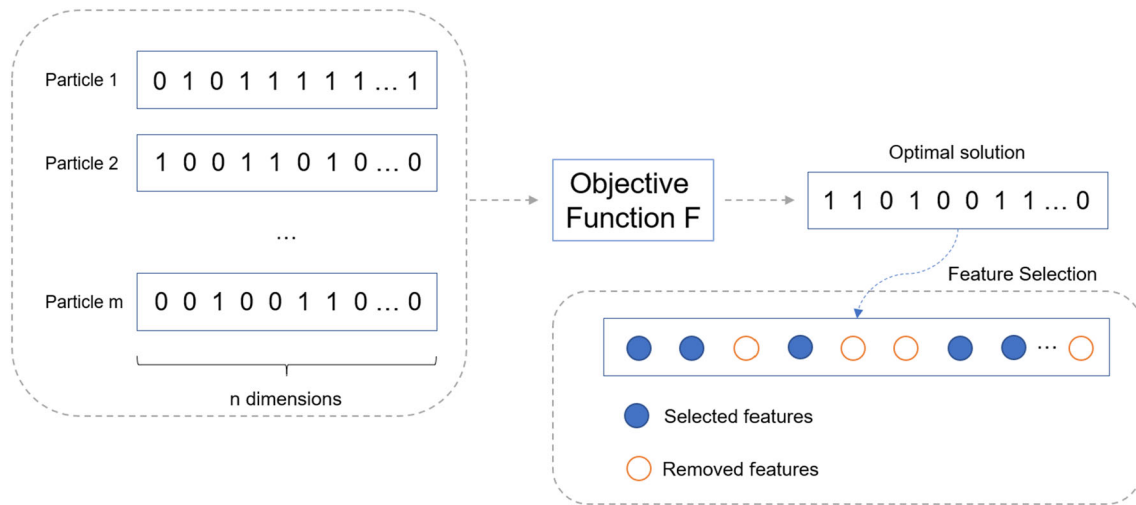 Particle 1
0 1 0 1 1 1 1 1 ... 1
Particle 2
1 0 0 1 1 0 1 0 ... 0
...
Particle m
0 0 1 0 0 1 1 0 ... 0
n dimensions
Objective
Function F
Optimal solution
1 1 0 1 0 0 1 1 ... 0
Feature Selection
...
Selected features
Removed features